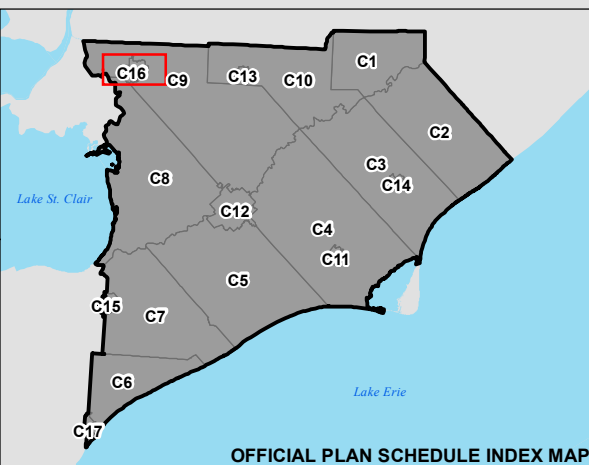 C1
C16
C9
C13
C10
C2
C3
C14
C8
Lake St. Clair
C12
C4
C11
C5
C15
C7
C6
Lake Erie
C17
OFFICIAL PLAN SCHEDULE INDEX MAP